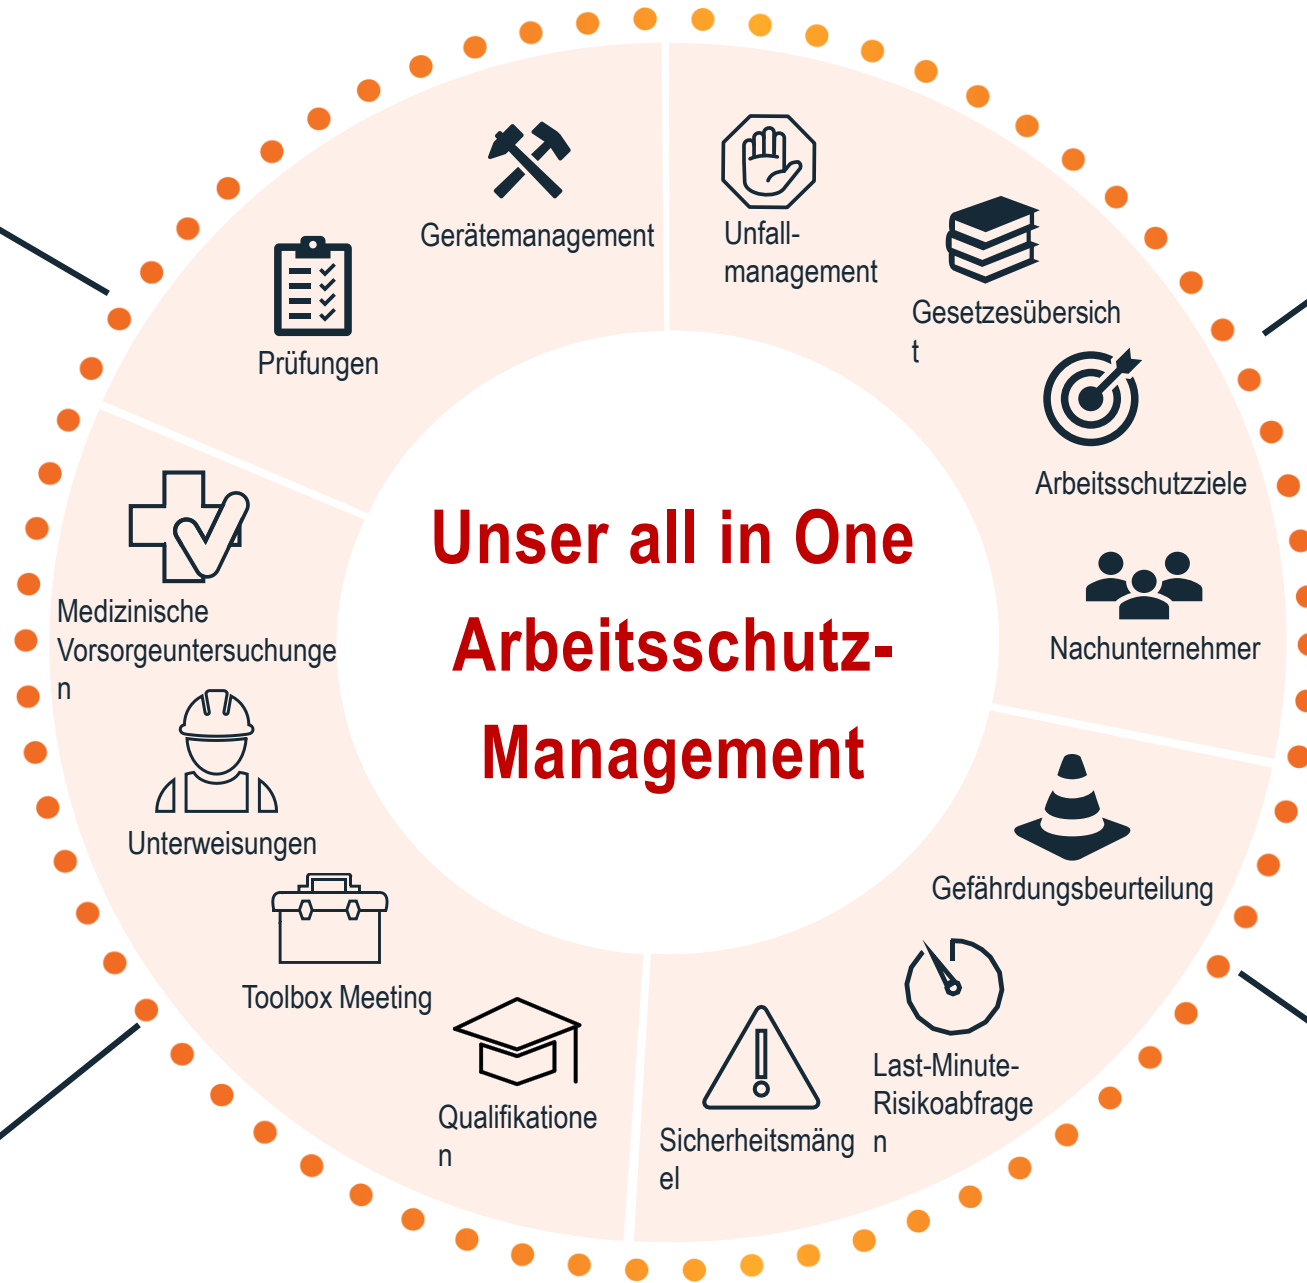 Gerätemanagement
Unfall-
management
Gesetzesübersich
t
Prüfungen
Arbeitsschutzziele
Unser all in One
Arbeitsschutz-
Management
Medizinische
Vorsorgeuntersuchunge
n
Nachunternehmer
Unterweisungen
Gefährdungsbeurteilung
Toolbox Meeting
Last-Minute-
Risikoabfrage
n
Qualifikatione
n
Sicherheitsmäng
el